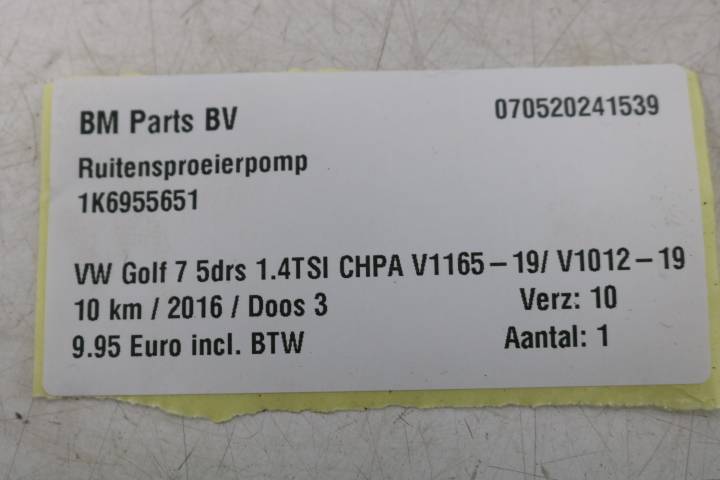 BM Parts BV 070520241539
Ruitensproeierpomp
1K6955651
VW Golf 7 5drs 1.4TSI CHPA V1165-19/ V1012-19
10 km / 2016 / Doos 3 Verz: 10
9.95 Euro incl. BTW Aantal: 1